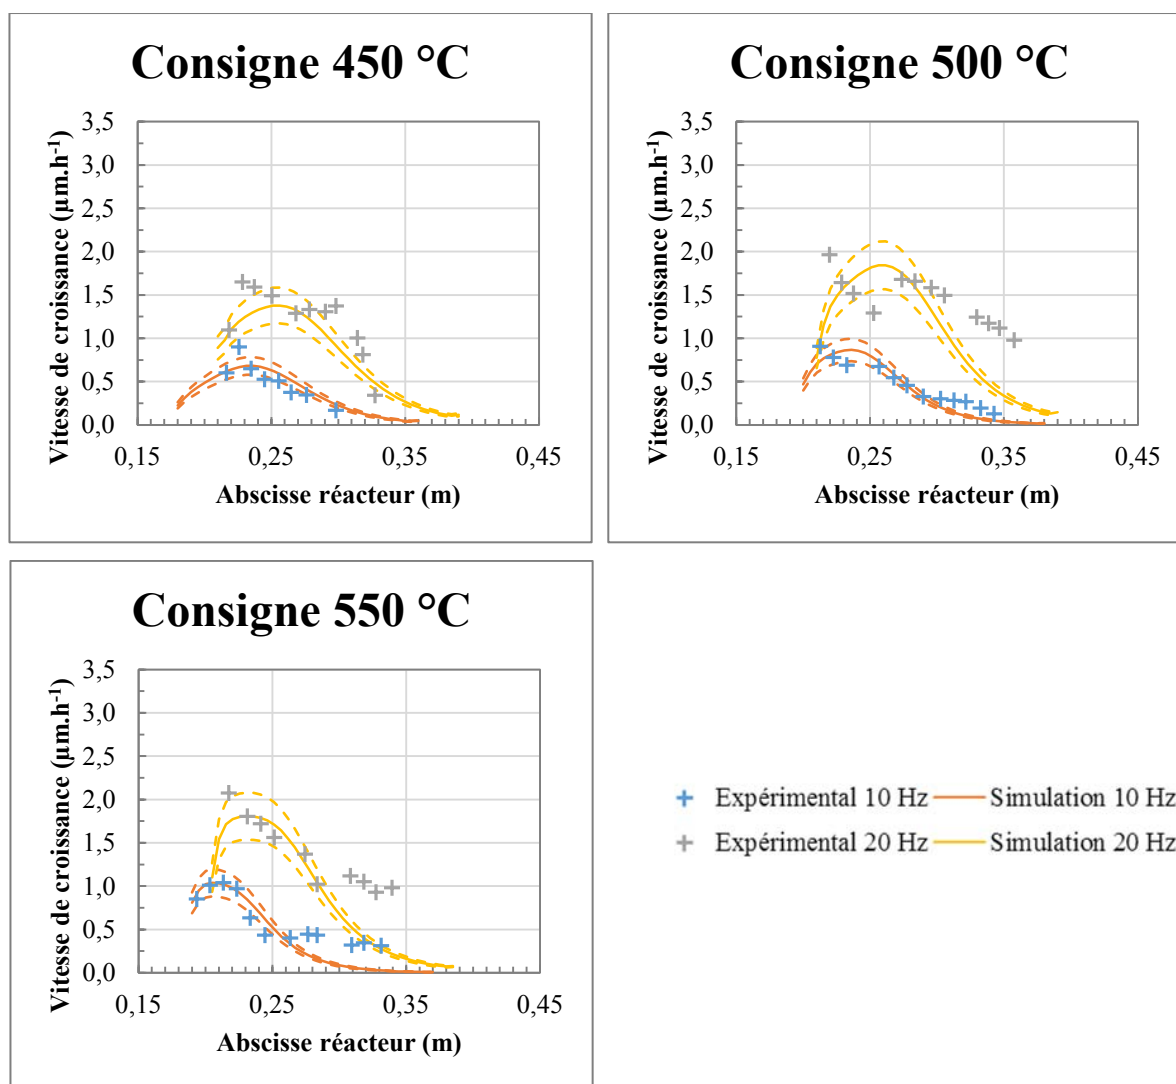 Consigne 450 °C
Vitesse de croissance (µm.h⁻¹)
3,5
3,0
2,5
2,0
1,5
1,0
0,5
0,0
0,15 0,25 0,35 0,45
Abscisse réacteur (m)
Consigne 500 °C
Vitesse de croissance (µm.h⁻¹)
3,5
3,0
2,5
2,0
1,5
1,0
0,5
0,0
0,15 0,25 0,35 0,45
Abscisse réacteur (m)
Consigne 550 °C
Vitesse de croissance (µm.h⁻¹)
3,5
3,0
2,5
2,0
1,5
1,0
0,5
0,0
0,15 0,25 0,35 0,45
Abscisse réacteur (m)
Expérimental 10 Hz Simulation 10 Hz
Expérimental 20 Hz Simulation 20 Hz